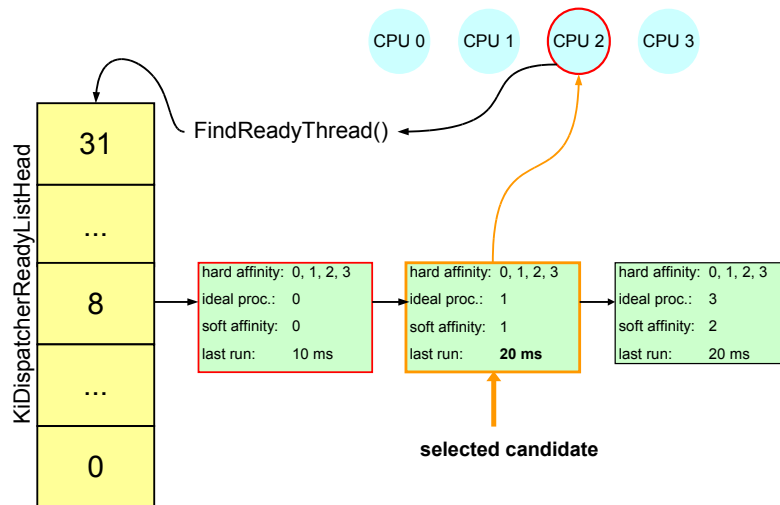 CPU 0 CPU 1 CPU 2 CPU 3
FindReadyThread()
KiDispatcherReadyListHead
31
...
8
...
0
hard affinity: 0, 1, 2, 3
ideal proc.: 0
soft affinity: 0
last run: 10 ms
hard affinity: 0, 1, 2, 3
ideal proc.: 1
soft affinity: 1
last run: 20 ms
hard affinity: 0, 1, 2, 3
ideal proc.: 3
soft affinity: 2
last run: 20 ms
selected candidate